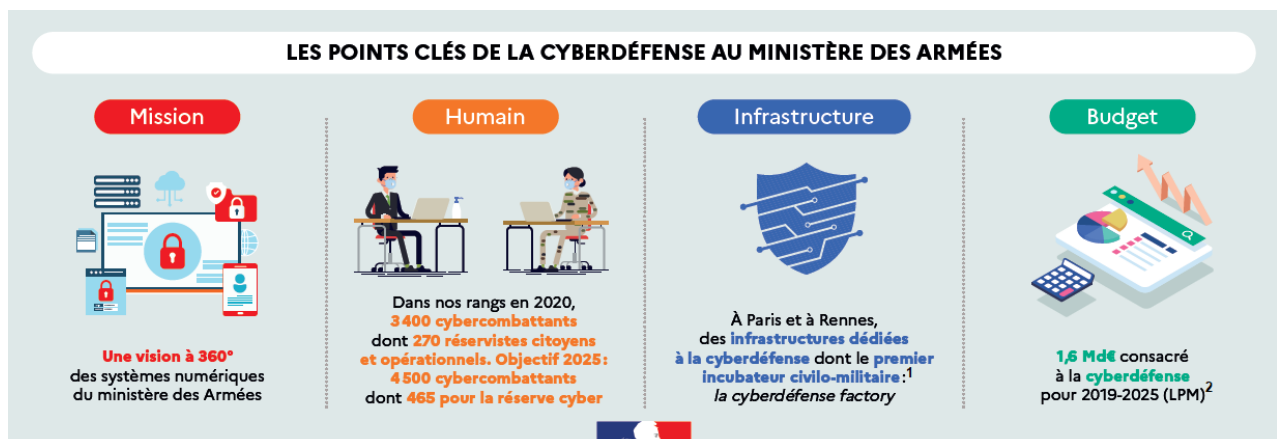 LES POINTS CLÉS DE LA CYBERDÉFENSE AU MINISTÈRE DES ARMÉES
Mission
Une vision à 360°
des systèmes numériques
du ministère des Armées
Humain
Dans nos rangs en 2020,
3 400 cybercombattants
dont 270 réservistes citoyens
et opérationnels. Objectif 2025 :
4 500 cybercombattants
dont 465 pour la réserve cyber
Infrastructure
À Paris et à Rennes,
des infrastructures dédiées
à la cyberdéfense dont le premier
incubateur civilo-militaire :1
la cyberdéfense factory
Budget
1,6 Md€ consacré
à la cyberdéfense
pour 2019-2025 (LPM)2